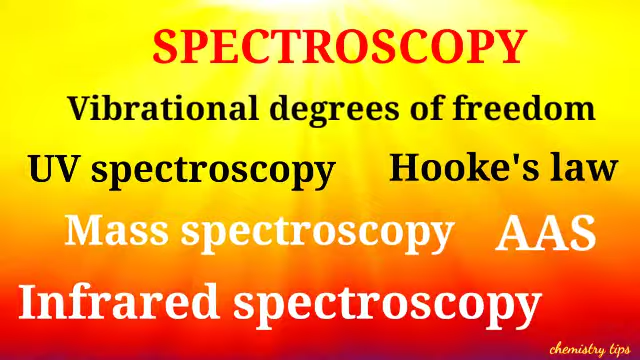 SPECTROSCOPY
Vibrational degrees of freedom
UV spectroscopy Hooke's law
Mass spectroscopy AAS
Infrared spectroscopy
chemistry tips